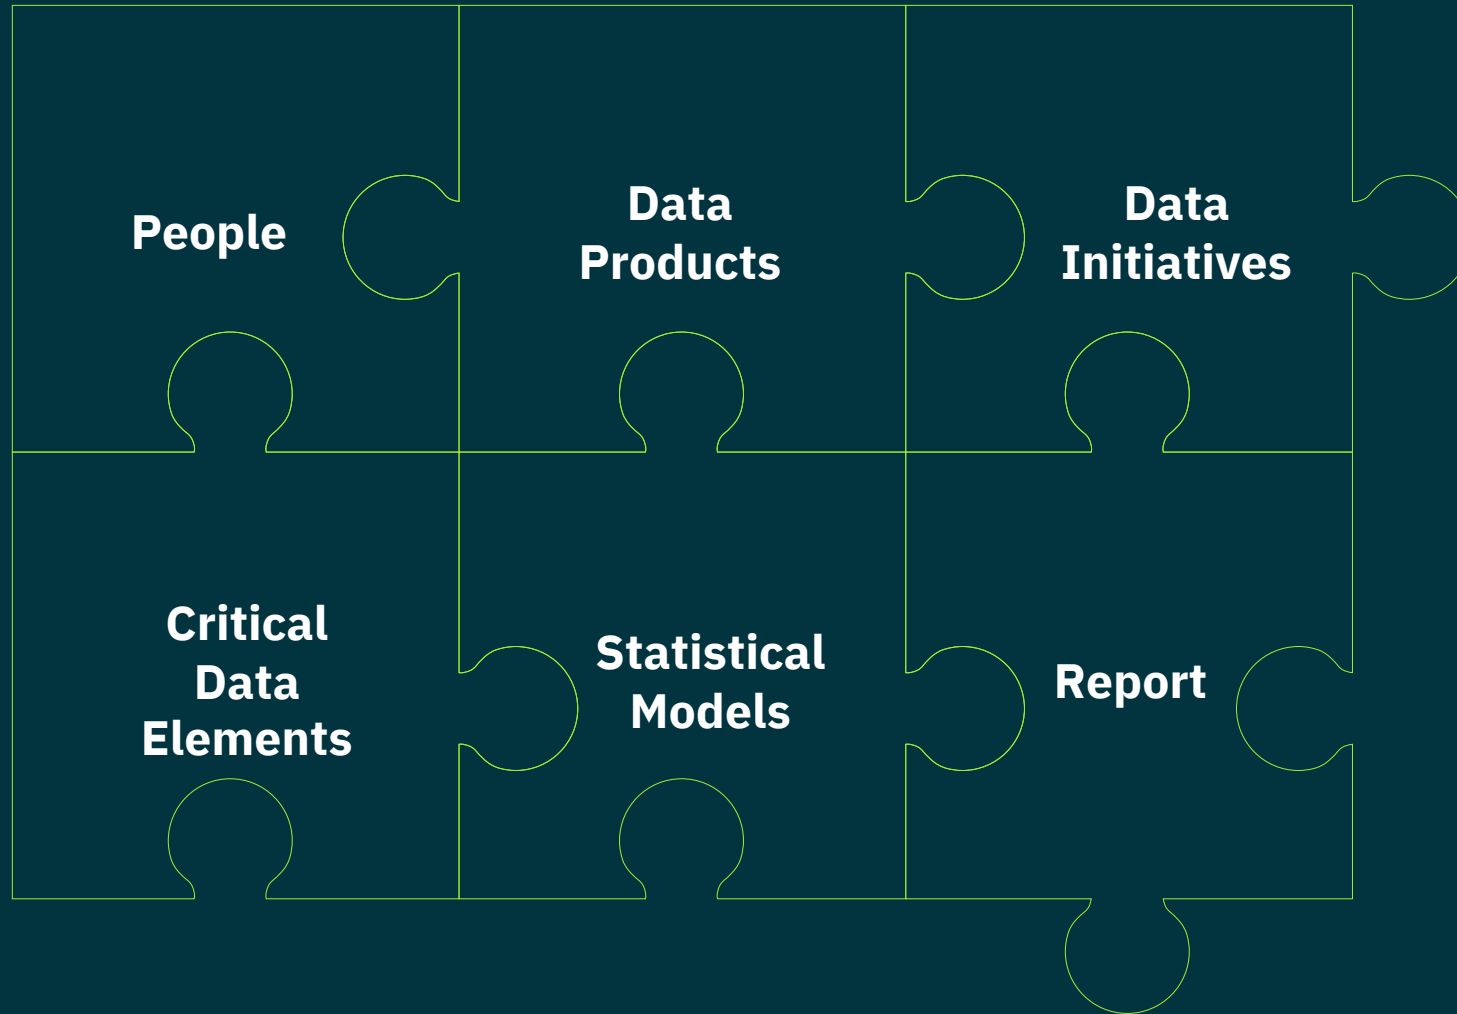 People
Data
Products
Data
Initiatives
Critical
Data
Elements
Statistical
Models
Report